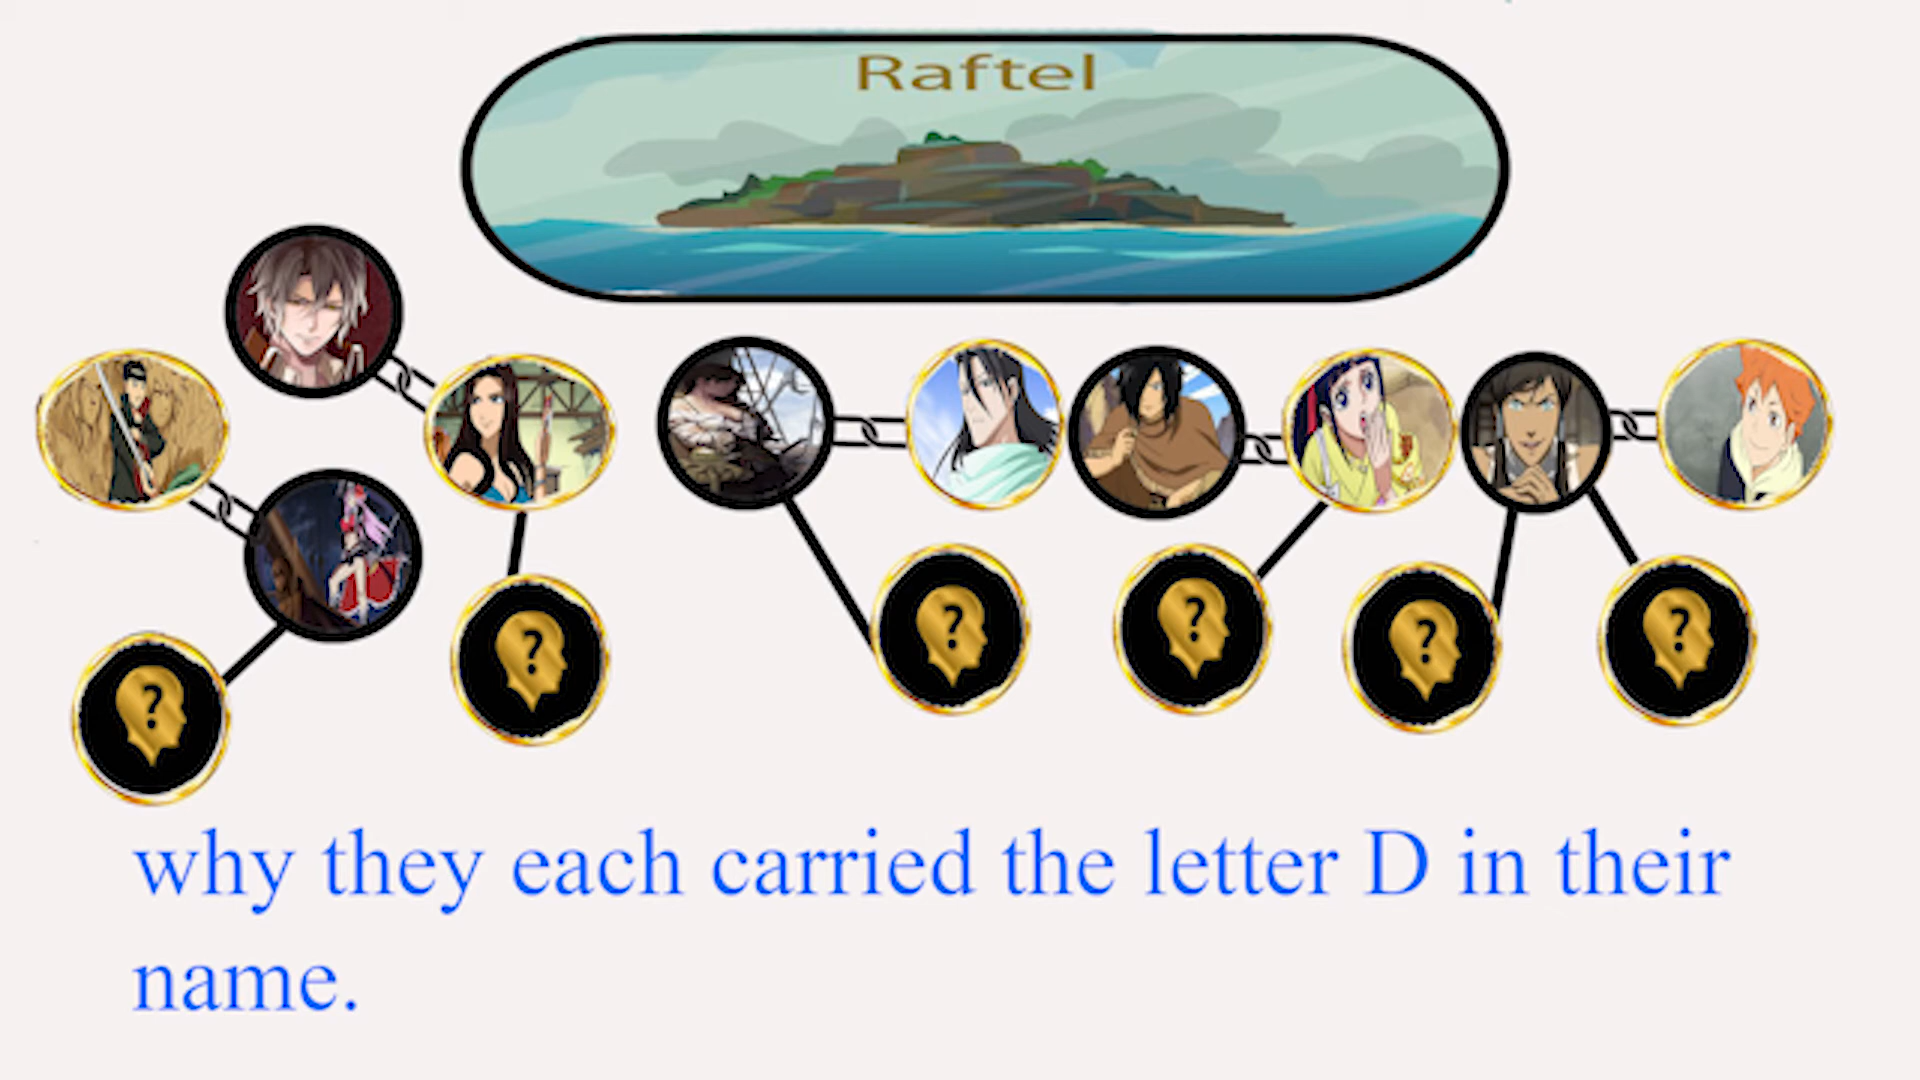 Raftel
?
?
?
?
?
?
why they each carried the letter D in their
name.